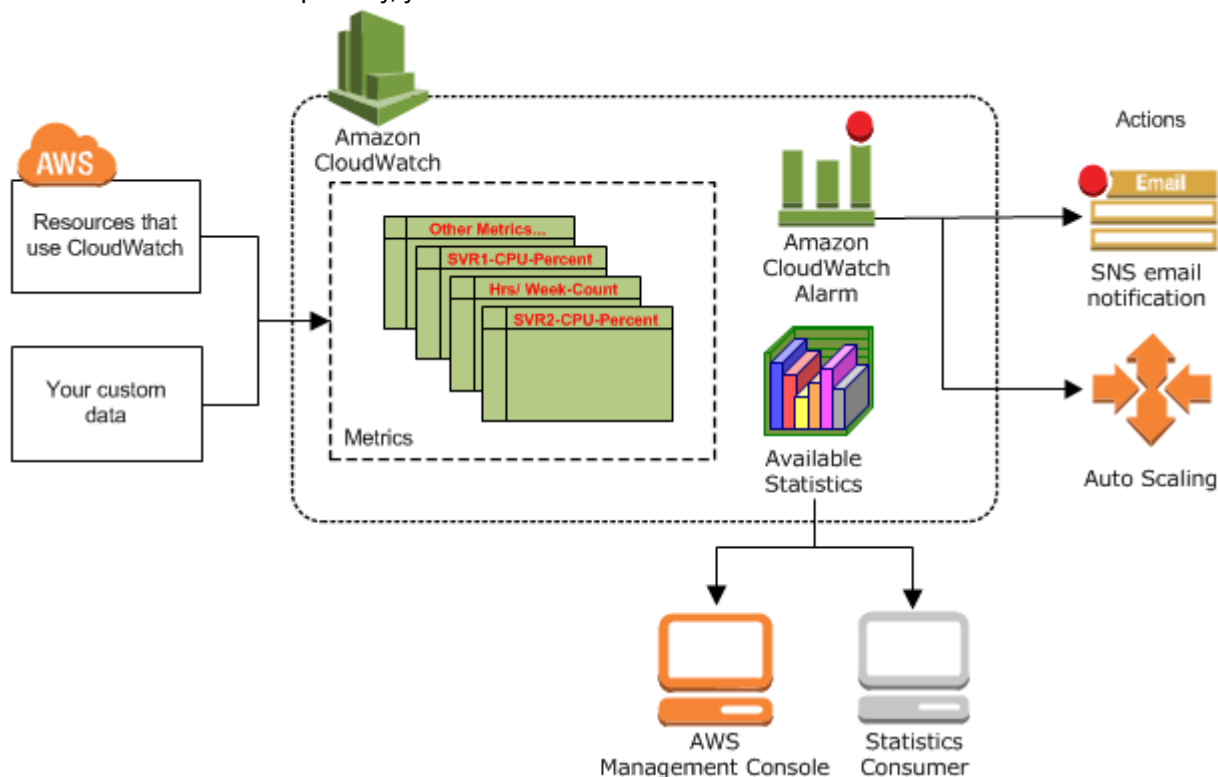 Amazon
CloudWatch
AWS
Resources that
use CloudWatch
Your custom
data
Other Metrics...
SVR1-CPU-Percent
Hrs/ Week-Count
SVR2-CPU-Percent
Metrics
Amazon
CloudWatch
Alarm
Available
Statistics
Actions
Email
SNS email
notification
Auto Scaling
AWS
Management Console
Statistics
Consumer